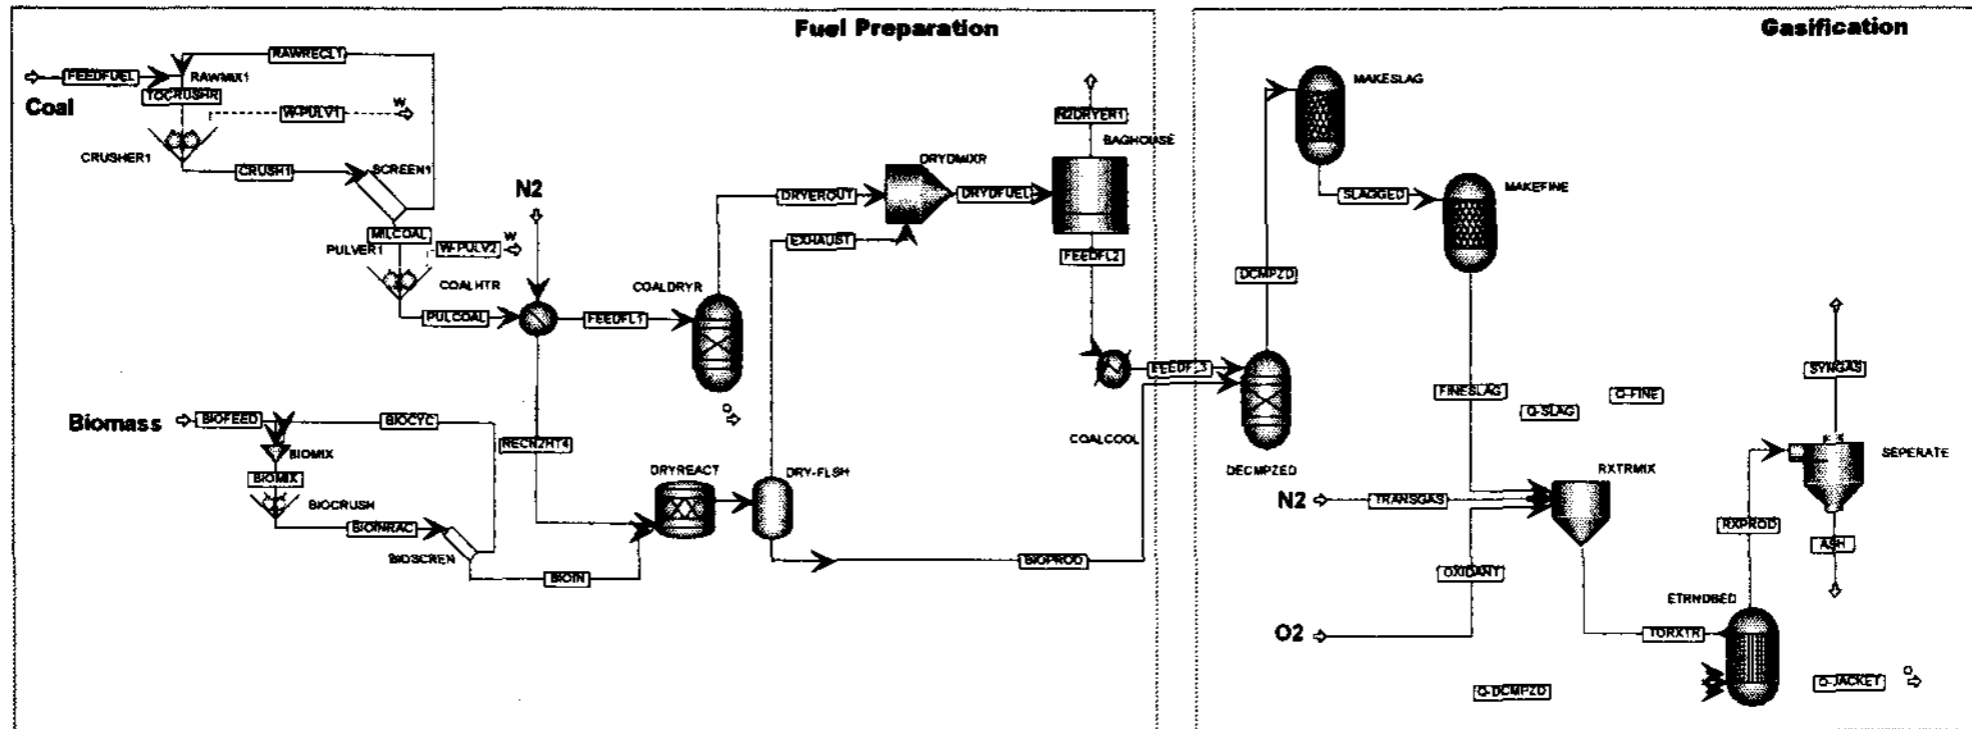 Fuel Preparation
Gasification
RAWRECL1
FEEDFUEL
RAWMIX1
Coal
TOCRUSHR
W-PULV1
W
CRUSHER1
CRUSH1
SCREEN1
MILCOAL
PULVER1
W-PULV2
W
N2
COALHTR
PULCOAL
FEEDFL1
COALDRYR
DRYEROUT
EXHAUST
DRYDMIXR
DRYDFUEL
N2DRYER1
BAGHOUSE
FEEDFL2
Q
FEEDFL3
COALCOOL
Biomass
BIOFEED
BIOCYC
BIOMIX
BIOMIX
BIOCRUSH
BIOINRAC
BIOSCREN
BIOIN
RECN2HT4
DRYREACT
DRY-FLSH
BIOPROD
MAKESLAG
SLAGGED
MAKEFINE
DCMPZD
DECMPZED
FINESLAG
Q-SLAG
Q-FINE
RXTRMIX
N2
TRANSGAS
OXIDANT
O2
Q-DCMPZD
TORXTR
ETRNDBED
RXPROD
SYNGAS
SEPERATE
ASH
Q-JACKET
Q